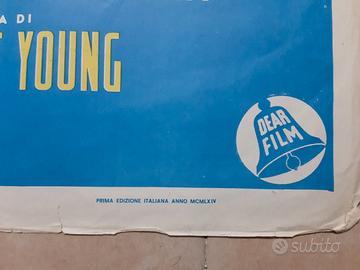 A DI
YOUNG
DEAR
FILM
PRIMA EDIZIONE ITALIANA ANNO MCMLXIV
subito